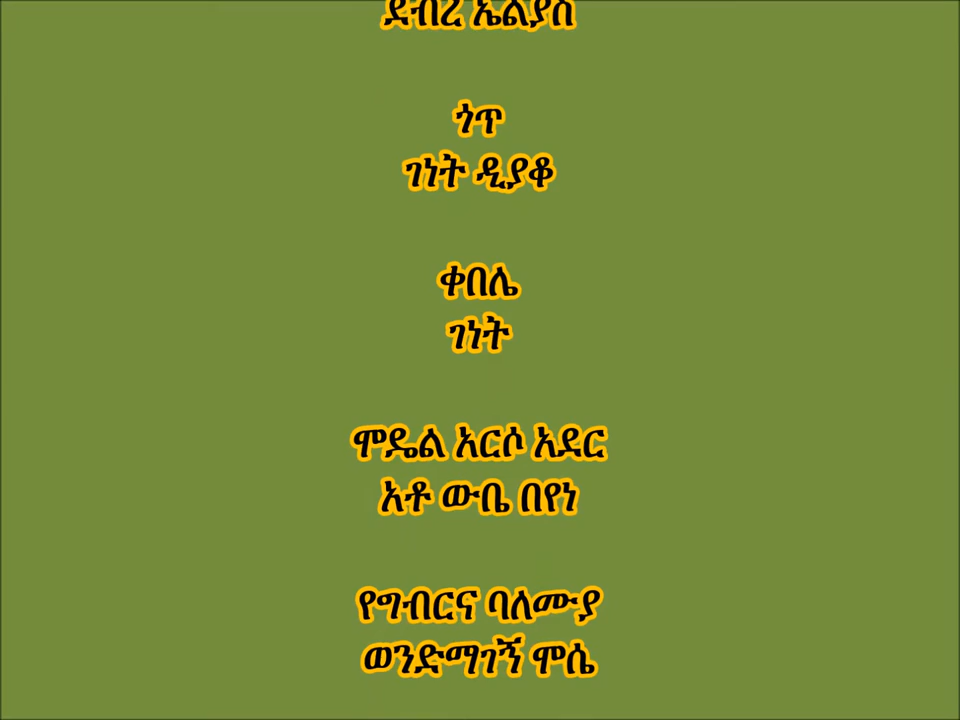 ደብረ ኤልያስ
ጎጥ
ገነት ዲያቆ
ቀበሌ
ገነት
ሞዴል አርሶ አደር
አቶ ውቤ በየነ
የግብርና ባለሙያ
ወንድማገኝ ሞሴ